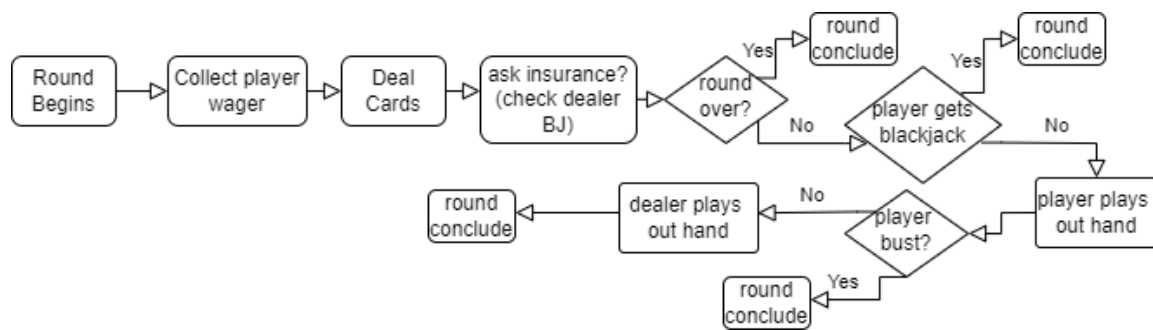 Round
Begins
Collect player
wager
Deal
Cards
ask insurance?
(check dealer
BJ)
round
over?
Yes
round
conclude
No
player gets
blackjack
Yes
round
conclude
No
player plays
out hand
player
bust?
No
dealer plays
out hand
round
conclude
Yes
round
conclude